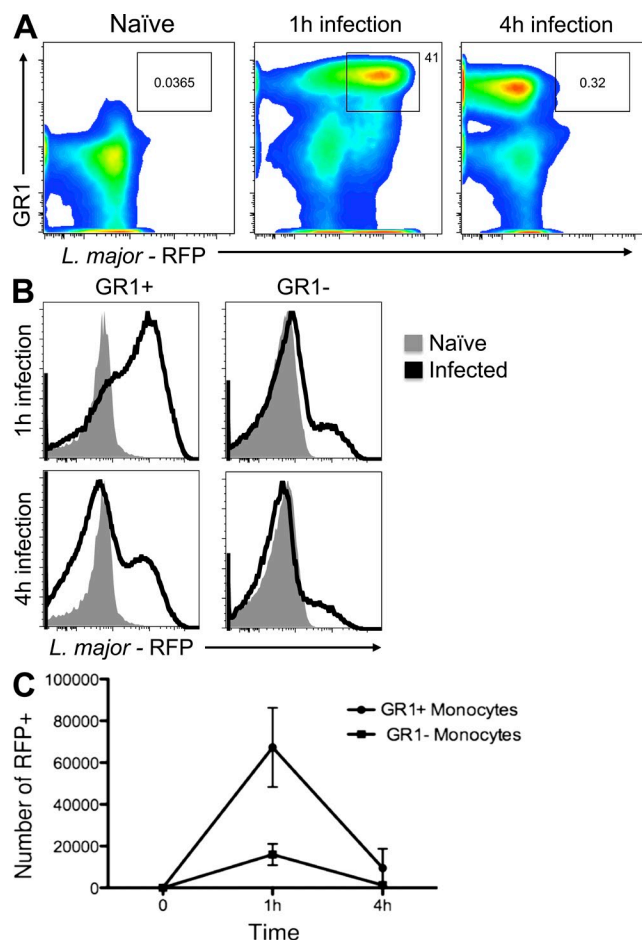 A
Naïve
1h infection
4h infection
0.0365
41
0.32
GR1
L. major - RFP
B
GR1+
GR1-
1h infection
4h infection
Naïve
Infected
L. major - RFP
C
100000
80000
60000
40000
20000
0
Number of RFP+
GR1+ Monocytes
GR1- Monocytes
0
1h
4h
Time